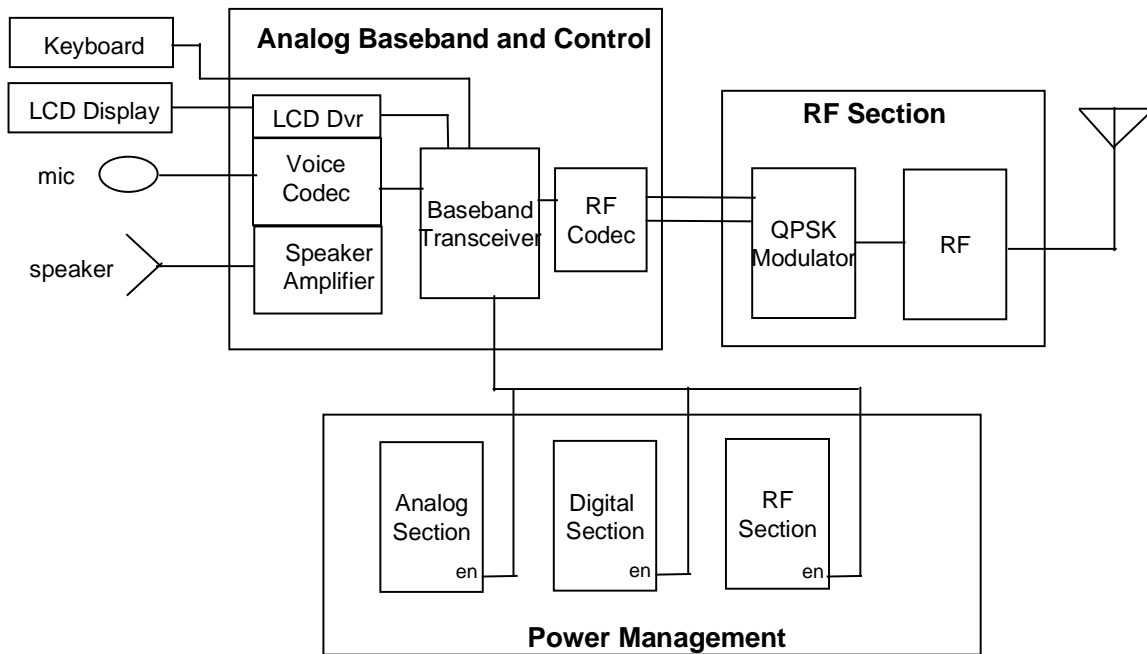 Keyboard
LCD Display
mic
speaker
Analog Baseband and Control
LCD Dvr
Voice
Codec
Speaker
Amplifier
Baseband
Transceiver
RF
Codec
RF Section
QPSK
Modulator
RF
Analog
Section
en
Digital
Section
en
RF
Section
en
Power Management